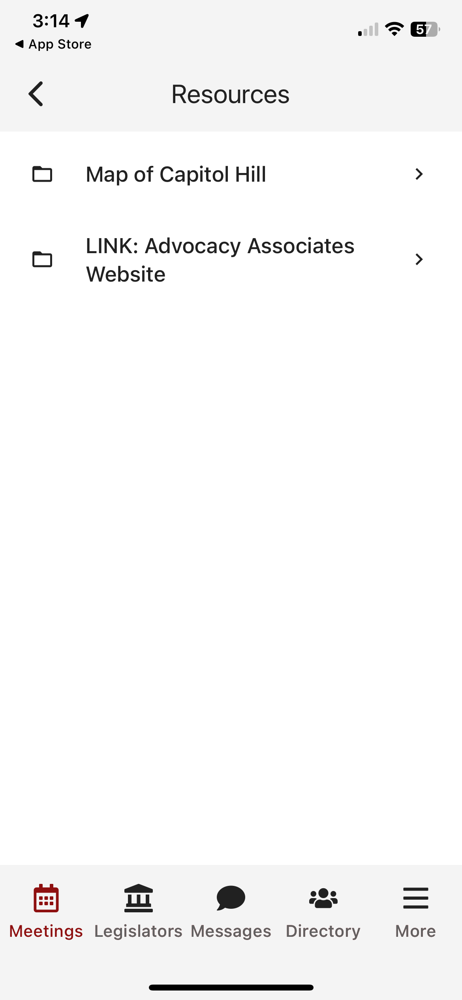 3:14
57
App Store
Resources
Map of Capitol Hill
LINK: Advocacy Associates
Website
Meetings
Legislators
Messages
Directory
More